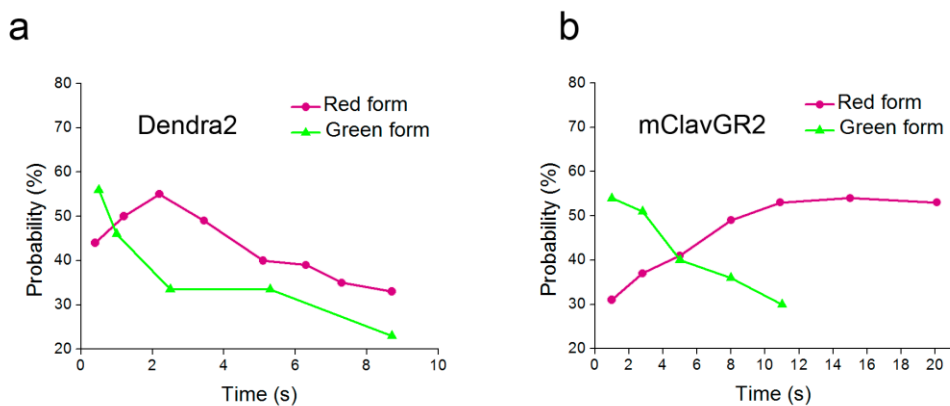 a
80
70
60
50
40
30
20
Probability (%)
Dendra2
Red form
Green form
0 2 4 6 8 10
Time (s)
b
80
70
60
50
40
30
20
Probability (%)
mClavGR2
Red form
Green form
0 2 4 6 8 10 12 14 16 18 20
Time (s)